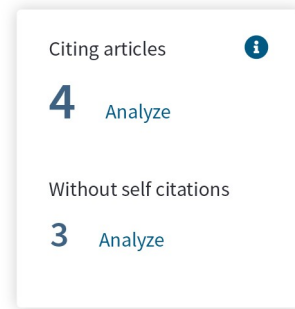 Citing articles
4 Analyze
Without self citations
3 Analyze